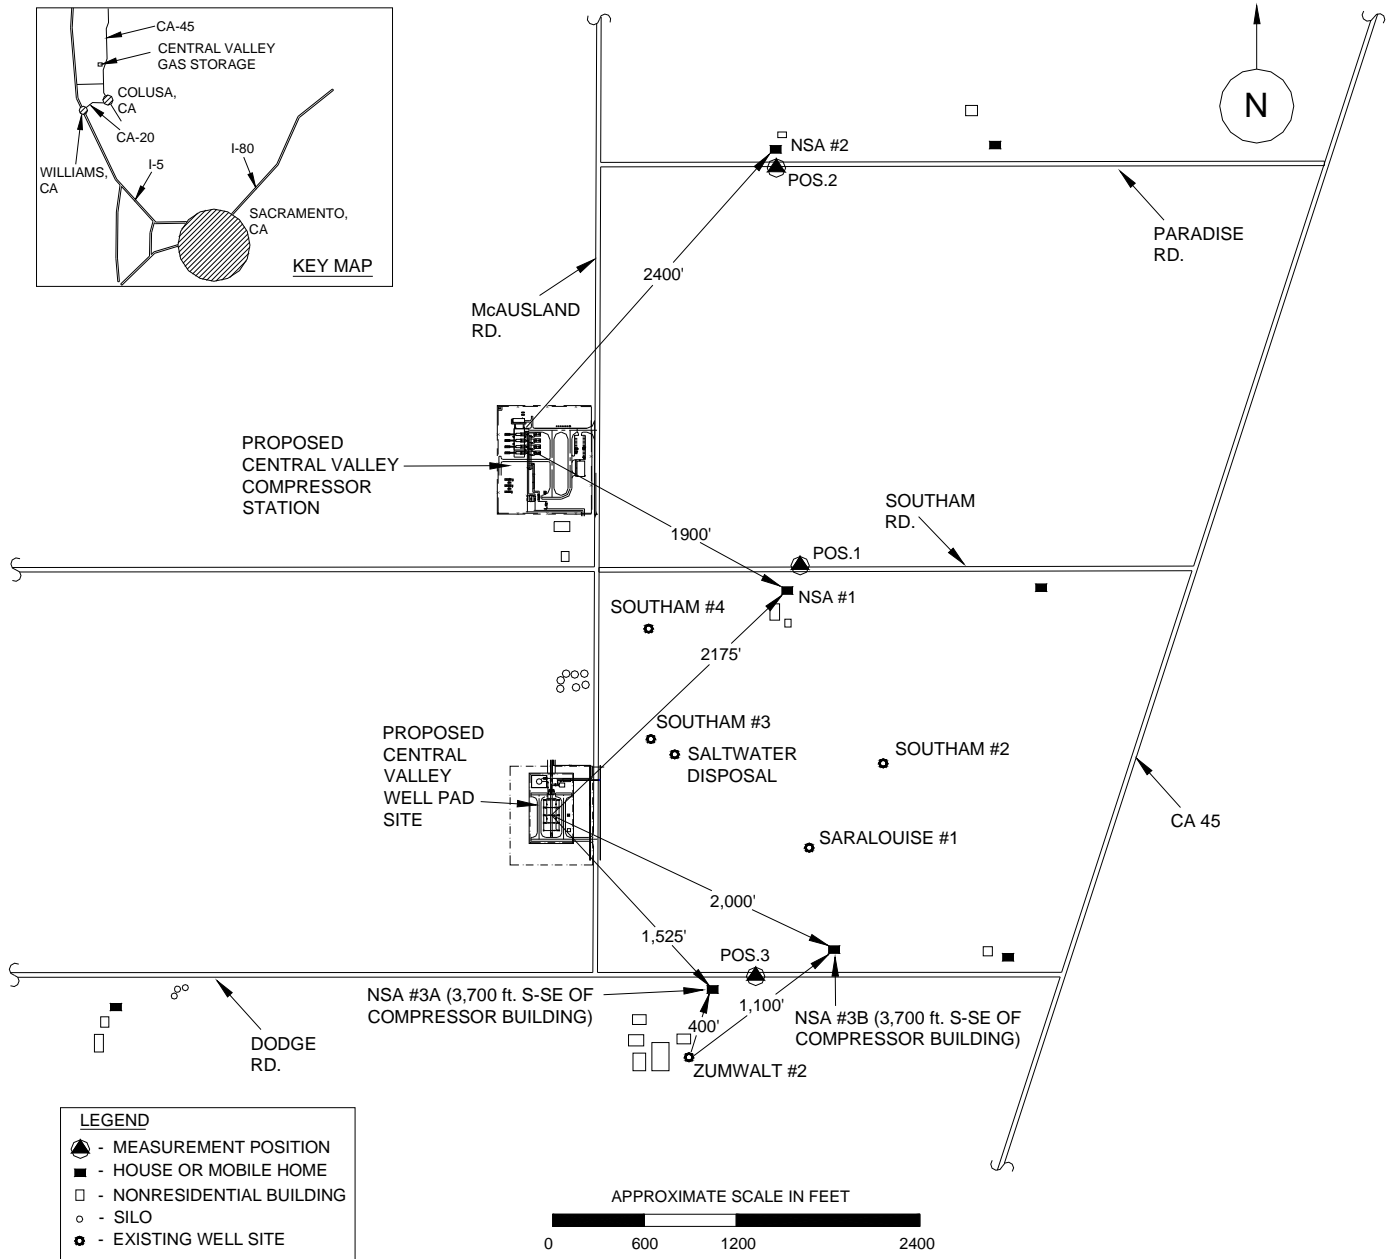 CA-45
CENTRAL VALLEY
GAS STORAGE
COLUSA,
CA
CA-20
WILLIAMS,
CA
I-5
I-80
SACRAMENTO,
CA
KEY MAP
N
NSA #2
POS.2
PARADISE
RD.
2400'
McAUSLAND
RD.
PROPOSED
CENTRAL VALLEY
COMPRESSOR
STATION
SOUTHAM
RD.
1900'
POS.1
NSA #1
SOUTHAM #4
2175'
SOUTHAM #3
SALTWATER
DISPOSAL
SOUTHAM #2
PROPOSED
CENTRAL
VALLEY
WELL PAD
SITE
CA 45
SARALOUISE #1
2,000'
1,525'
POS.3
NSA #3A (3,700 ft. S-SE OF
COMPRESSOR BUILDING)
1,100'
400'
NSA #3B (3,700 ft. S-SE OF
COMPRESSOR BUILDING)
DODGE
RD.
ZUMWALT #2
LEGEND
- MEASUREMENT POSITION
- HOUSE OR MOBILE HOME
- NONRESIDENTIAL BUILDING
- SILO
- EXISTING WELL SITE
APPROXIMATE SCALE IN FEET
0 600 1200 2400